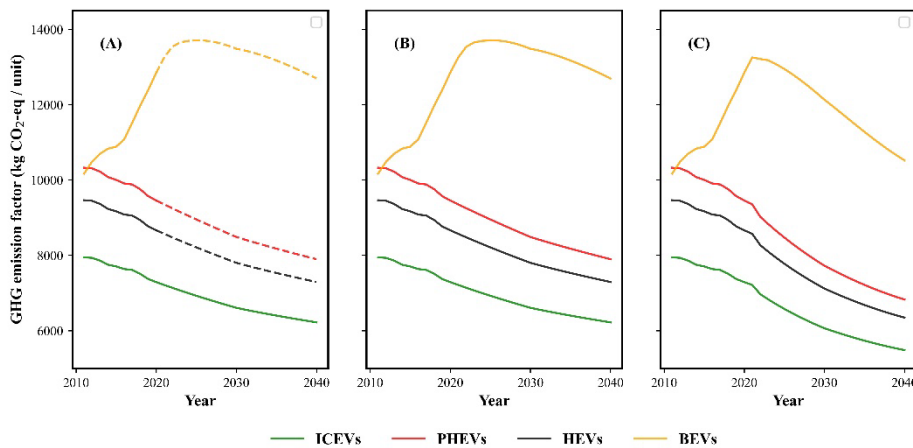 GHG emission factor (kg CO₂-eq / unit)
14000
12000
10000
8000
6000
(A)
(B)
(C)
2010 2020 2030 2040
2010 2020 2030 2040
2010 2020 2030 2040
Year Year Year
ICEVs PHEVs HEVs BEVs